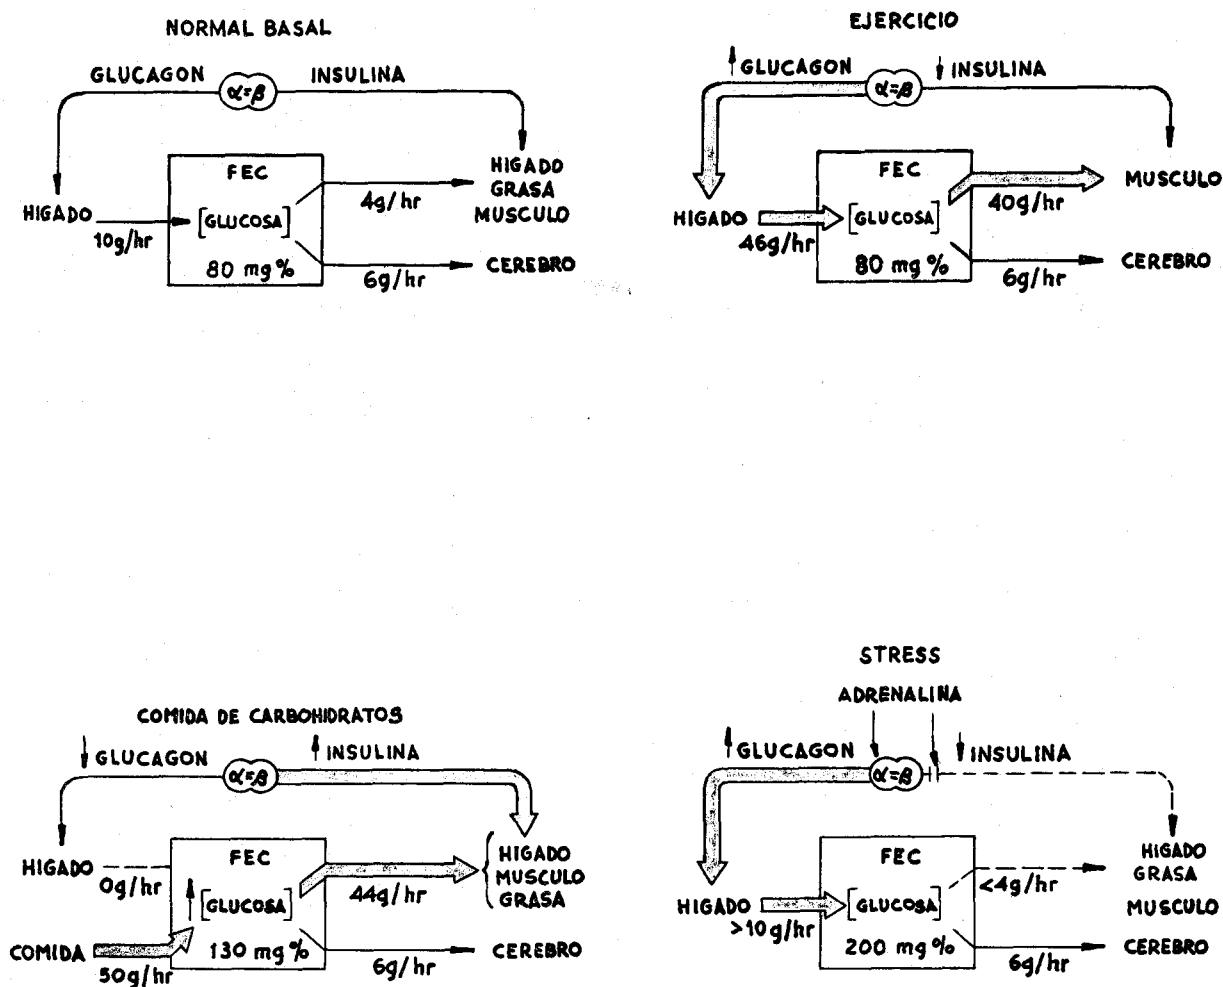 NORMAL BASAL
GLUCAGON
INSULINA
α=β
HIGADO
10g/hr
FEC
[GLUCOSA]
80 mg%
4g/hr
6g/hr
HIGADO
GRASA
MUSCULO
CEREBRO
EJERCICIO
↑ GLUCAGON
↓ INSULINA
α=β
HIGADO
46g/hr
FEC
[GLUCOSA]
80 mg%
40g/hr
6g/hr
MUSCULO
CEREBRO
COMIDA DE CARBOHIDRATOS
↓ GLUCAGON
↑ INSULINA
α=β
HIGADO
0g/hr
COMIDA
50g/hr
FEC
↑ [GLUCOSA]
130 mg%
44g/hr
6g/hr
HIGADO
MUSCULO
GRASA
CEREBRO
STRESS
ADRENALINA
↑ GLUCAGON
↓ INSULINA
α=β
HIGADO
>10g/hr
FEC
[GLUCOSA]
200 mg%
<4g/hr
6g/hr
HIGADO
GRASA
MUSCULO
CEREBRO